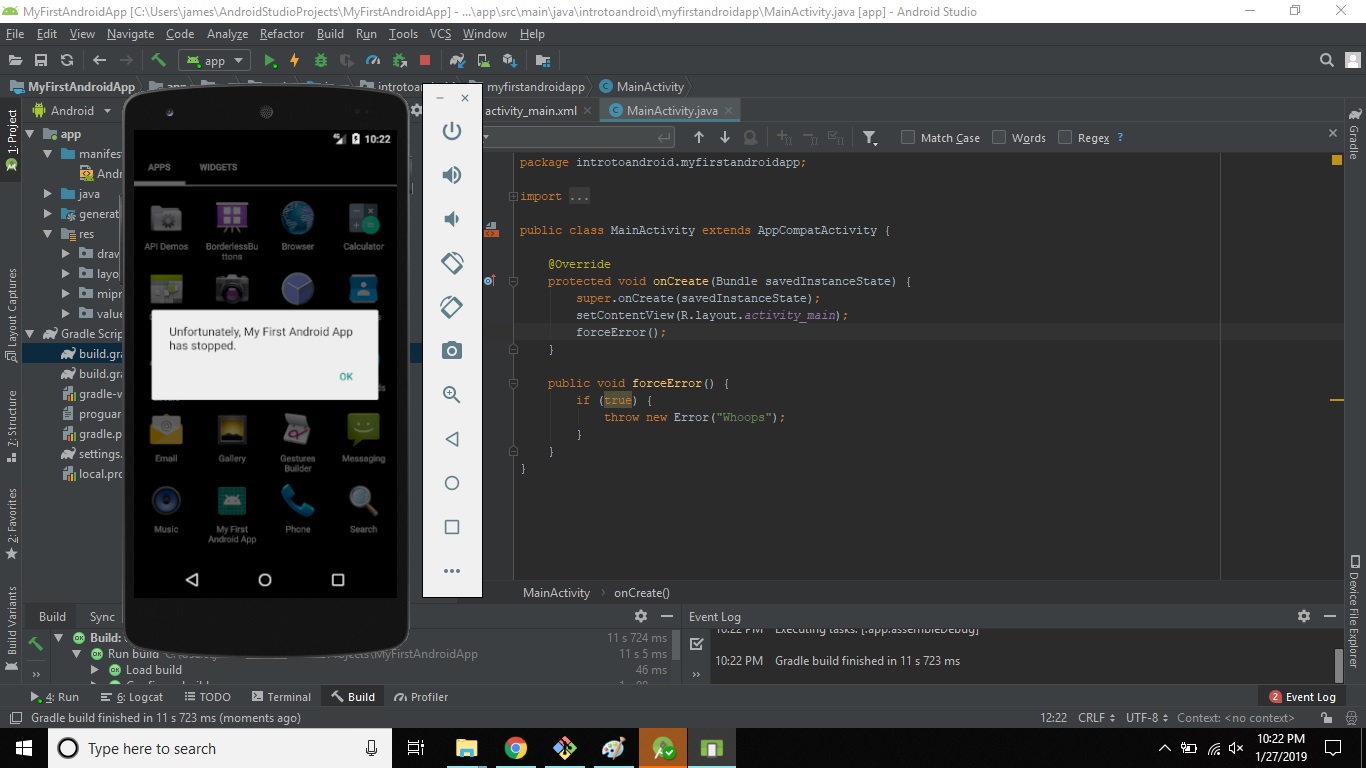 MyFirstAndroidApp [C:\Users\james\AndroidStudioProjects\MyFirstAndroidApp] - ...\app\src\main\java\introtoandroid\myfirstandroidapp\MainActivity.java [app] - Android Studio
File Edit View Navigate Code Analyze Refactor Build Run Tools VCS Window Help
app
MyFirstAndroidApp myfirstandroidapp MainActivity
Android
activity_main.xml MainActivity.java
Match Case Words Regex ?
1: Project
Layout Captures
7: Structure
2: Favorites
Build Variants
app
manifes
Andr
java
generat
res
draw
layo
mipr
value
Gradle Scrip
build.gra
build.gra
gradle-w
proguar
gradle.p
settings.
local.pro
10:22
APPS WIDGETS
API Demos BorderlessBu Browser Calculator
ttons
Unfortunately, My First Android App
has stopped.
OK
Email Gallery Gestures Messaging
Builder
Music My First Phone Search
Android App
package introtoandroid.myfirstandroidapp;
import ...
public class MainActivity extends AppCompatActivity {
@Override
protected void onCreate(Bundle savedInstanceState) {
super.onCreate(savedInstanceState);
setContentView(R.layout.activity_main);
forceError();
}
public void forceError() {
if (true) {
throw new Error("Whoops");
}
}
}
MainActivity › onCreate()
Gradle
Device File Explorer
Build Sync
Build: 11 s 724 ms
Run build \MyFirstAndroidApp 11 s 5 ms
Load build 46 ms
Event Log
10:22 PM Executing tasks: [:app:assembleDebug]
10:22 PM Gradle build finished in 11 s 723 ms
4: Run 6: Logcat TODO Terminal Build Profiler 2 Event Log
Gradle build finished in 11 s 723 ms (moments ago) 12:22 CRLF UTF-8 Context: <no context>
Type here to search
10:22 PM
1/27/2019